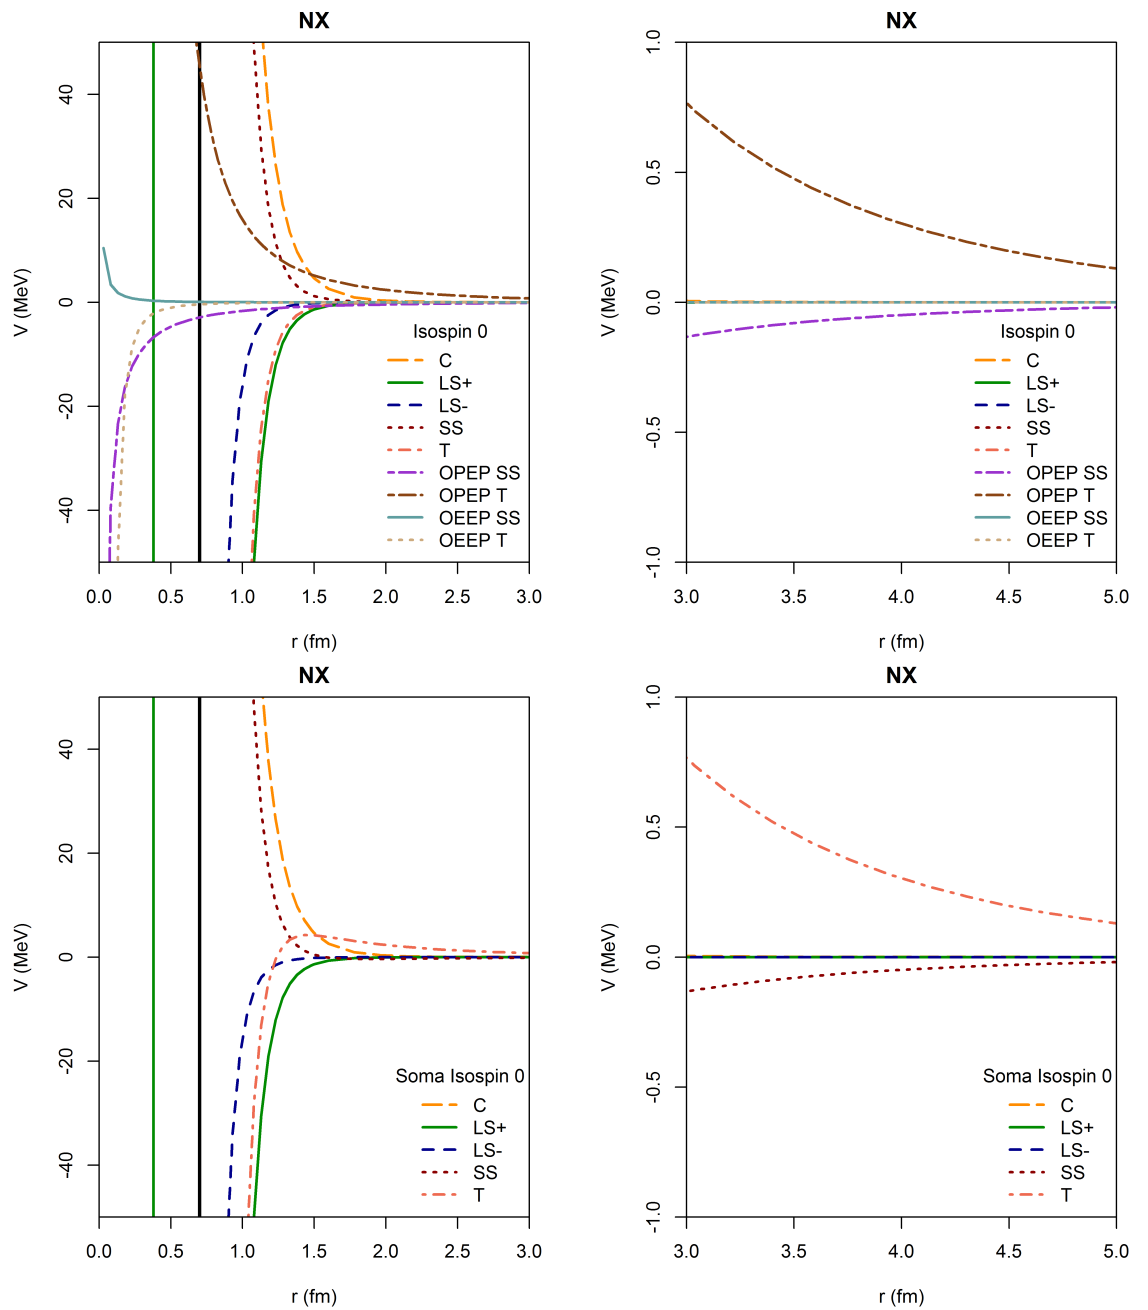 NX
V (MeV)
40
20
0
-20
-40
Isospin 0
C
LS+
LS-
SS
T
OPEP SS
OPEP T
OEEP SS
OEEP T
0.0 0.5 1.0 1.5 2.0 2.5 3.0
r (fm)
NX
V (MeV)
1.0
0.5
0.0
-0.5
-1.0
Isospin 0
C
LS+
LS-
SS
T
OPEP SS
OPEP T
OEEP SS
OEEP T
3.0 3.5 4.0 4.5 5.0
r (fm)
NX
V (MeV)
40
20
0
-20
-40
Soma Isospin 0
C
LS+
LS-
SS
T
0.0 0.5 1.0 1.5 2.0 2.5 3.0
r (fm)
NX
V (MeV)
1.0
0.5
0.0
-0.5
-1.0
Soma Isospin 0
C
LS+
LS-
SS
T
3.0 3.5 4.0 4.5 5.0
r (fm)